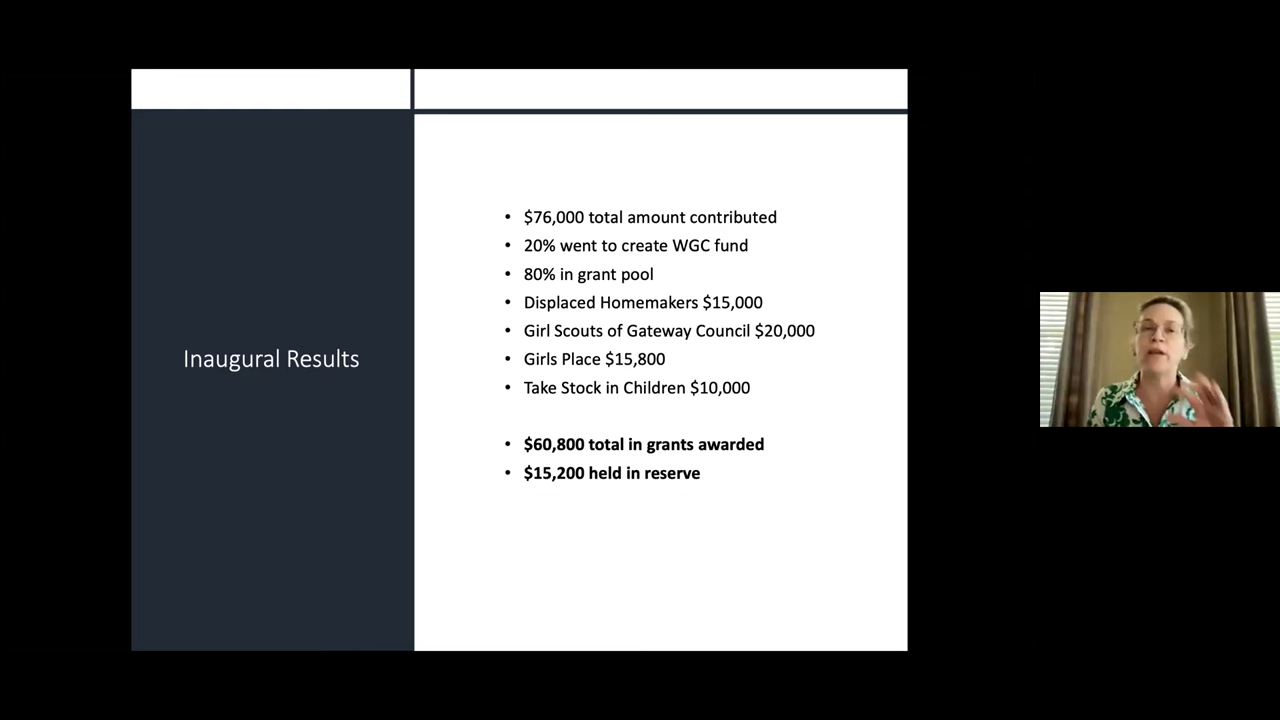 Inaugural Results
• $76,000 total amount contributed
• 20% went to create WGC fund
• 80% in grant pool
• Displaced Homemakers $15,000
• Girl Scouts of Gateway Council $20,000
• Girls Place $15,800
• Take Stock in Children $10,000
• $60,800 total in grants awarded
• $15,200 held in reserve